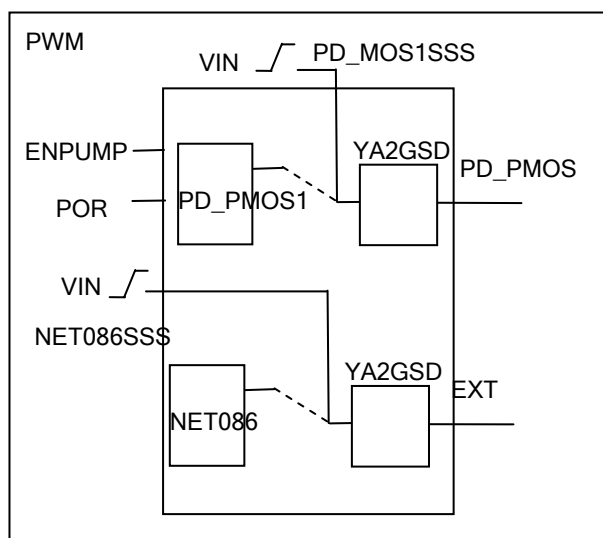 PWM
VIN
PD_MOS1SSS
ENPUMP
YA2GSD
PD_PMOS
POR
PD_PMOS1
VIN
NET086SSS
YA2GSD
EXT
NET086